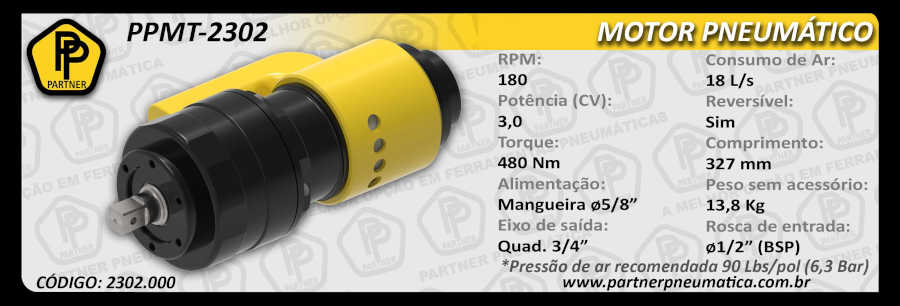 PPMT-2302
MOTOR PNEUMÁTICO
PP
PARTNER
RPM:
180
Potência (CV):
3,0
Torque:
480 Nm
Alimentação:
Mangueira ø5/8”
Eixo de saída:
Quad. 3/4”
Consumo de Ar:
18 L/s
Reversível:
Sim
Comprimento:
327 mm
Peso sem acessório:
13,8 Kg
Rosca de entrada:
ø1/2” (BSP)
*Pressão de ar recomendada 90 Lbs/pol (6,3 Bar)
CÓDIGO: 2302.000
www.partnerpneumatica.com.br